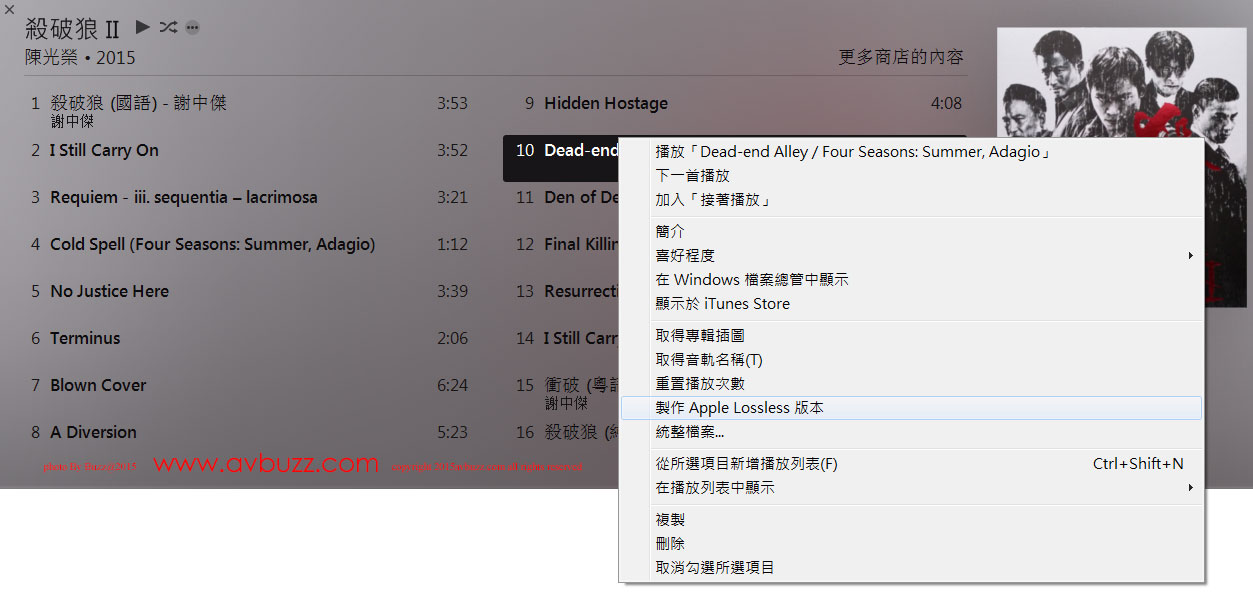 殺破狼 II
陳光榮 • 2015
更多商店的內容
1 殺破狼 (國語) - 謝中傑 3:53
謝中傑
2 I Still Carry On 3:52
3 Requiem - iii. sequentia – lacrimosa 3:21
4 Cold Spell (Four Seasons: Summer, Adagio) 1:12
5 No Justice Here 3:39
6 Terminus 2:06
7 Blown Cover 6:24
8 A Diversion 5:23
9 Hidden Hostage 4:08
10 Dead-end
11 Den of De
12 Final Killin
13 Resurrecti
14 I Still Carr
15 衝破 (粵語
謝中傑
16 殺破狼 (純
播放「Dead-end Alley / Four Seasons: Summer, Adagio」
下一首播放
加入「接著播放」
簡介
喜好程度
在 Windows 檔案總管中顯示
顯示於 iTunes Store
取得專輯插圖
取得音軌名稱(T)
重置播放次數
製作 Apple Lossless 版本
統整檔案...
從所選項目新增播放列表(F) Ctrl+Shift+N
在播放列表中顯示
複製
刪除
取消勾選所選項目
photo By Buzzer2015 www.avbuzz.com